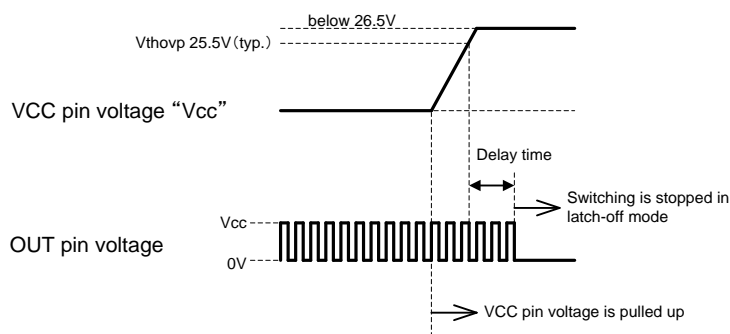 below 26.5V
Vthovp 25.5V(typ.)
VCC pin voltage “Vcc”
Delay time
Switching is stopped in
latch-off mode
Vcc
OUT pin voltage
0V
VCC pin voltage is pulled up